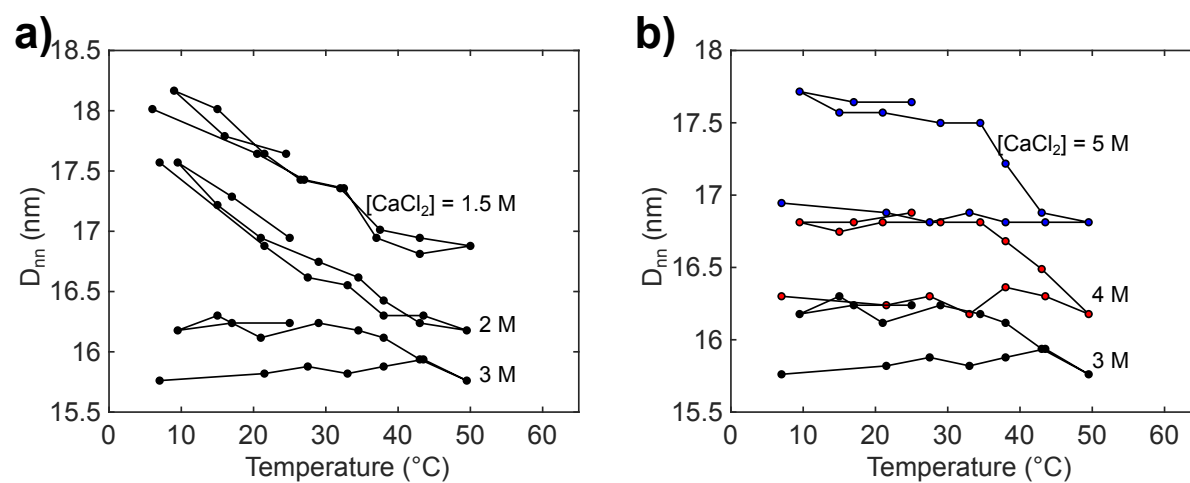 a)
18.5
18
17.5
17
16.5
16
15.5
D_nn (nm)
[CaCl_2] = 1.5 M
2 M
3 M
0 10 20 30 40 50 60
Temperature (°C)
b)
18
17.5
17
16.5
16
15.5
D_nn (nm)
[CaCl_2] = 5 M
4 M
3 M
0 10 20 30 40 50 60
Temperature (°C)